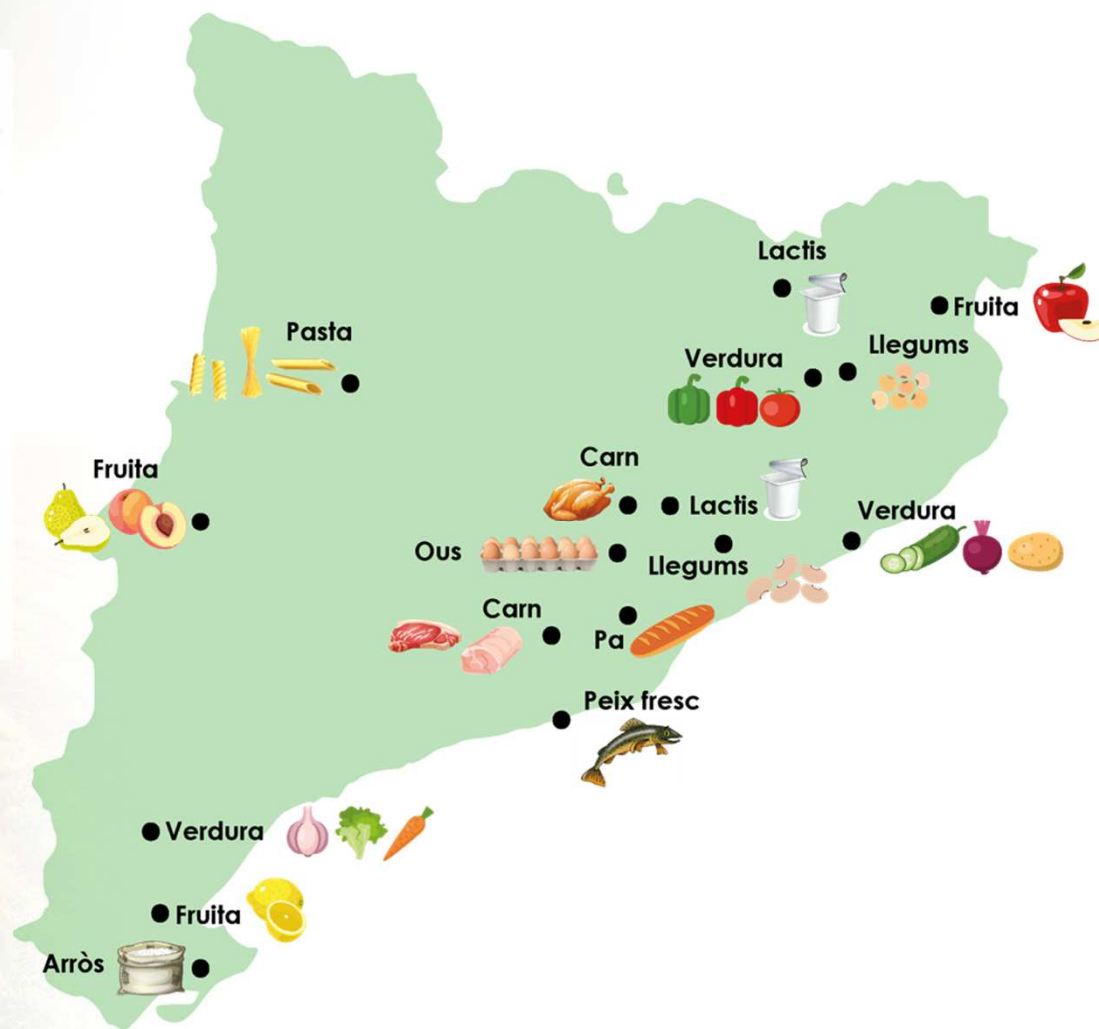 Lactis
Fruita
Pasta
Llegums
Verdura
Carn
Fruita
Lactis
Verdura
Ous
Llegums
Carn
Pa
Peix fresc
Verdura
Fruita
Arròs